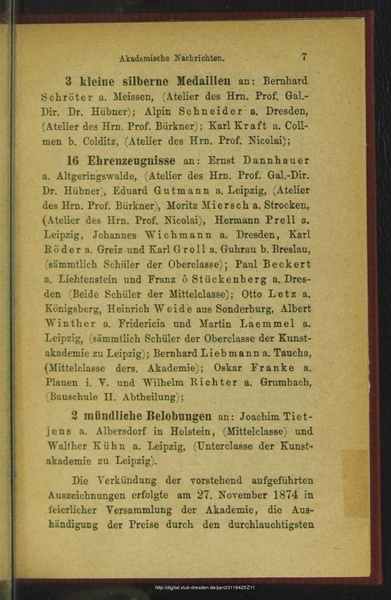 Akademische Nachrichten. 7
3 kleine silberne Medaillen an: Bernhard
Schröter a. Meissen, (Atelier des Hrn. Prof. Gal.-
Dir. Dr. Hübner); Alpin Schneider a. Dresden,
(Atelier des Hrn. Prof. Bürkner); Karl Kraft a. Coll-
men b. Colditz, (Atelier des Hrn. Prof. Nicolai);
16 Ehrenzeugnisse an: Ernst Dannhauer
a. Altgeringswalde, (Atelier des Hrn. Prof. Gal.-Dir.
Dr. Hübner), Eduard Gutmann a. Leipzig, (Atelier
des Hrn. Prof. Bürkner), Moritz Miersch a. Strocken,
(Atelier des Hrn. Prof. Nicolai), Hermann Prell a.
Leipzig, Johannes Wichmann a. Dresden, Karl
Röder a. Greiz und Karl Groll a. Guhrau b. Breslau,
(sämmtlich Schüler der Oberclasse); Paul Beckert
a. Liehtenstein und Franz ô Stückenberg a. Dres-
den (Beide Schüler der Mittelclasse); Otto Letz a.
Königsberg, Heinrich Weide aus Sonderburg, Albert
Winther a. Fridericia und Martin Laemmel a.
Leipzig, (sämmtlich Schüler der Oberclasse der Kunst-
akademie zu Leipzig); Bernhard Liebmann a. Taucha,
(Mittelclasse ders. Akademie); Oskar Franke a.
Plauen i. V. und Wilhelm Richter a. Grumbach,
(Bauschule II. Abtheilung);
2 mündliche Belobungen an: Joachim Tiet-
jens a. Albersdorf in Holstein, (Mittelclasse) und
Walther Kühn a. Leipzig, (Unterclasse der Kunst-
akademie zu Leipzig).
Die Verkündung der vorstehend aufgeführten
Auszeichnungen erfolgte am 27. November 1874 in
feierlicher Versammlung der Akademie, die Aus-
händigung der Preise durch den durchlauchtigsten
http://digital.slub-dresden.de/ppn20119429Z/11